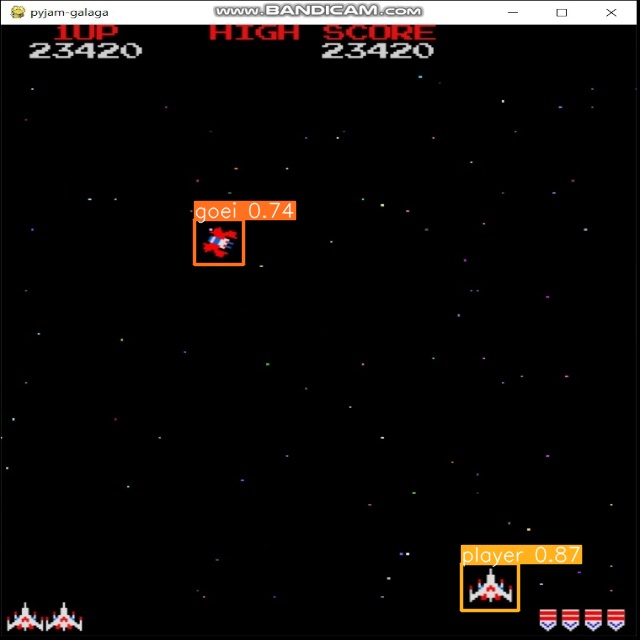 pyjam-galaga
www.BANDICAM.com
1UP HIGH SCORE
23420 23420
goei 0.74
player 0.87